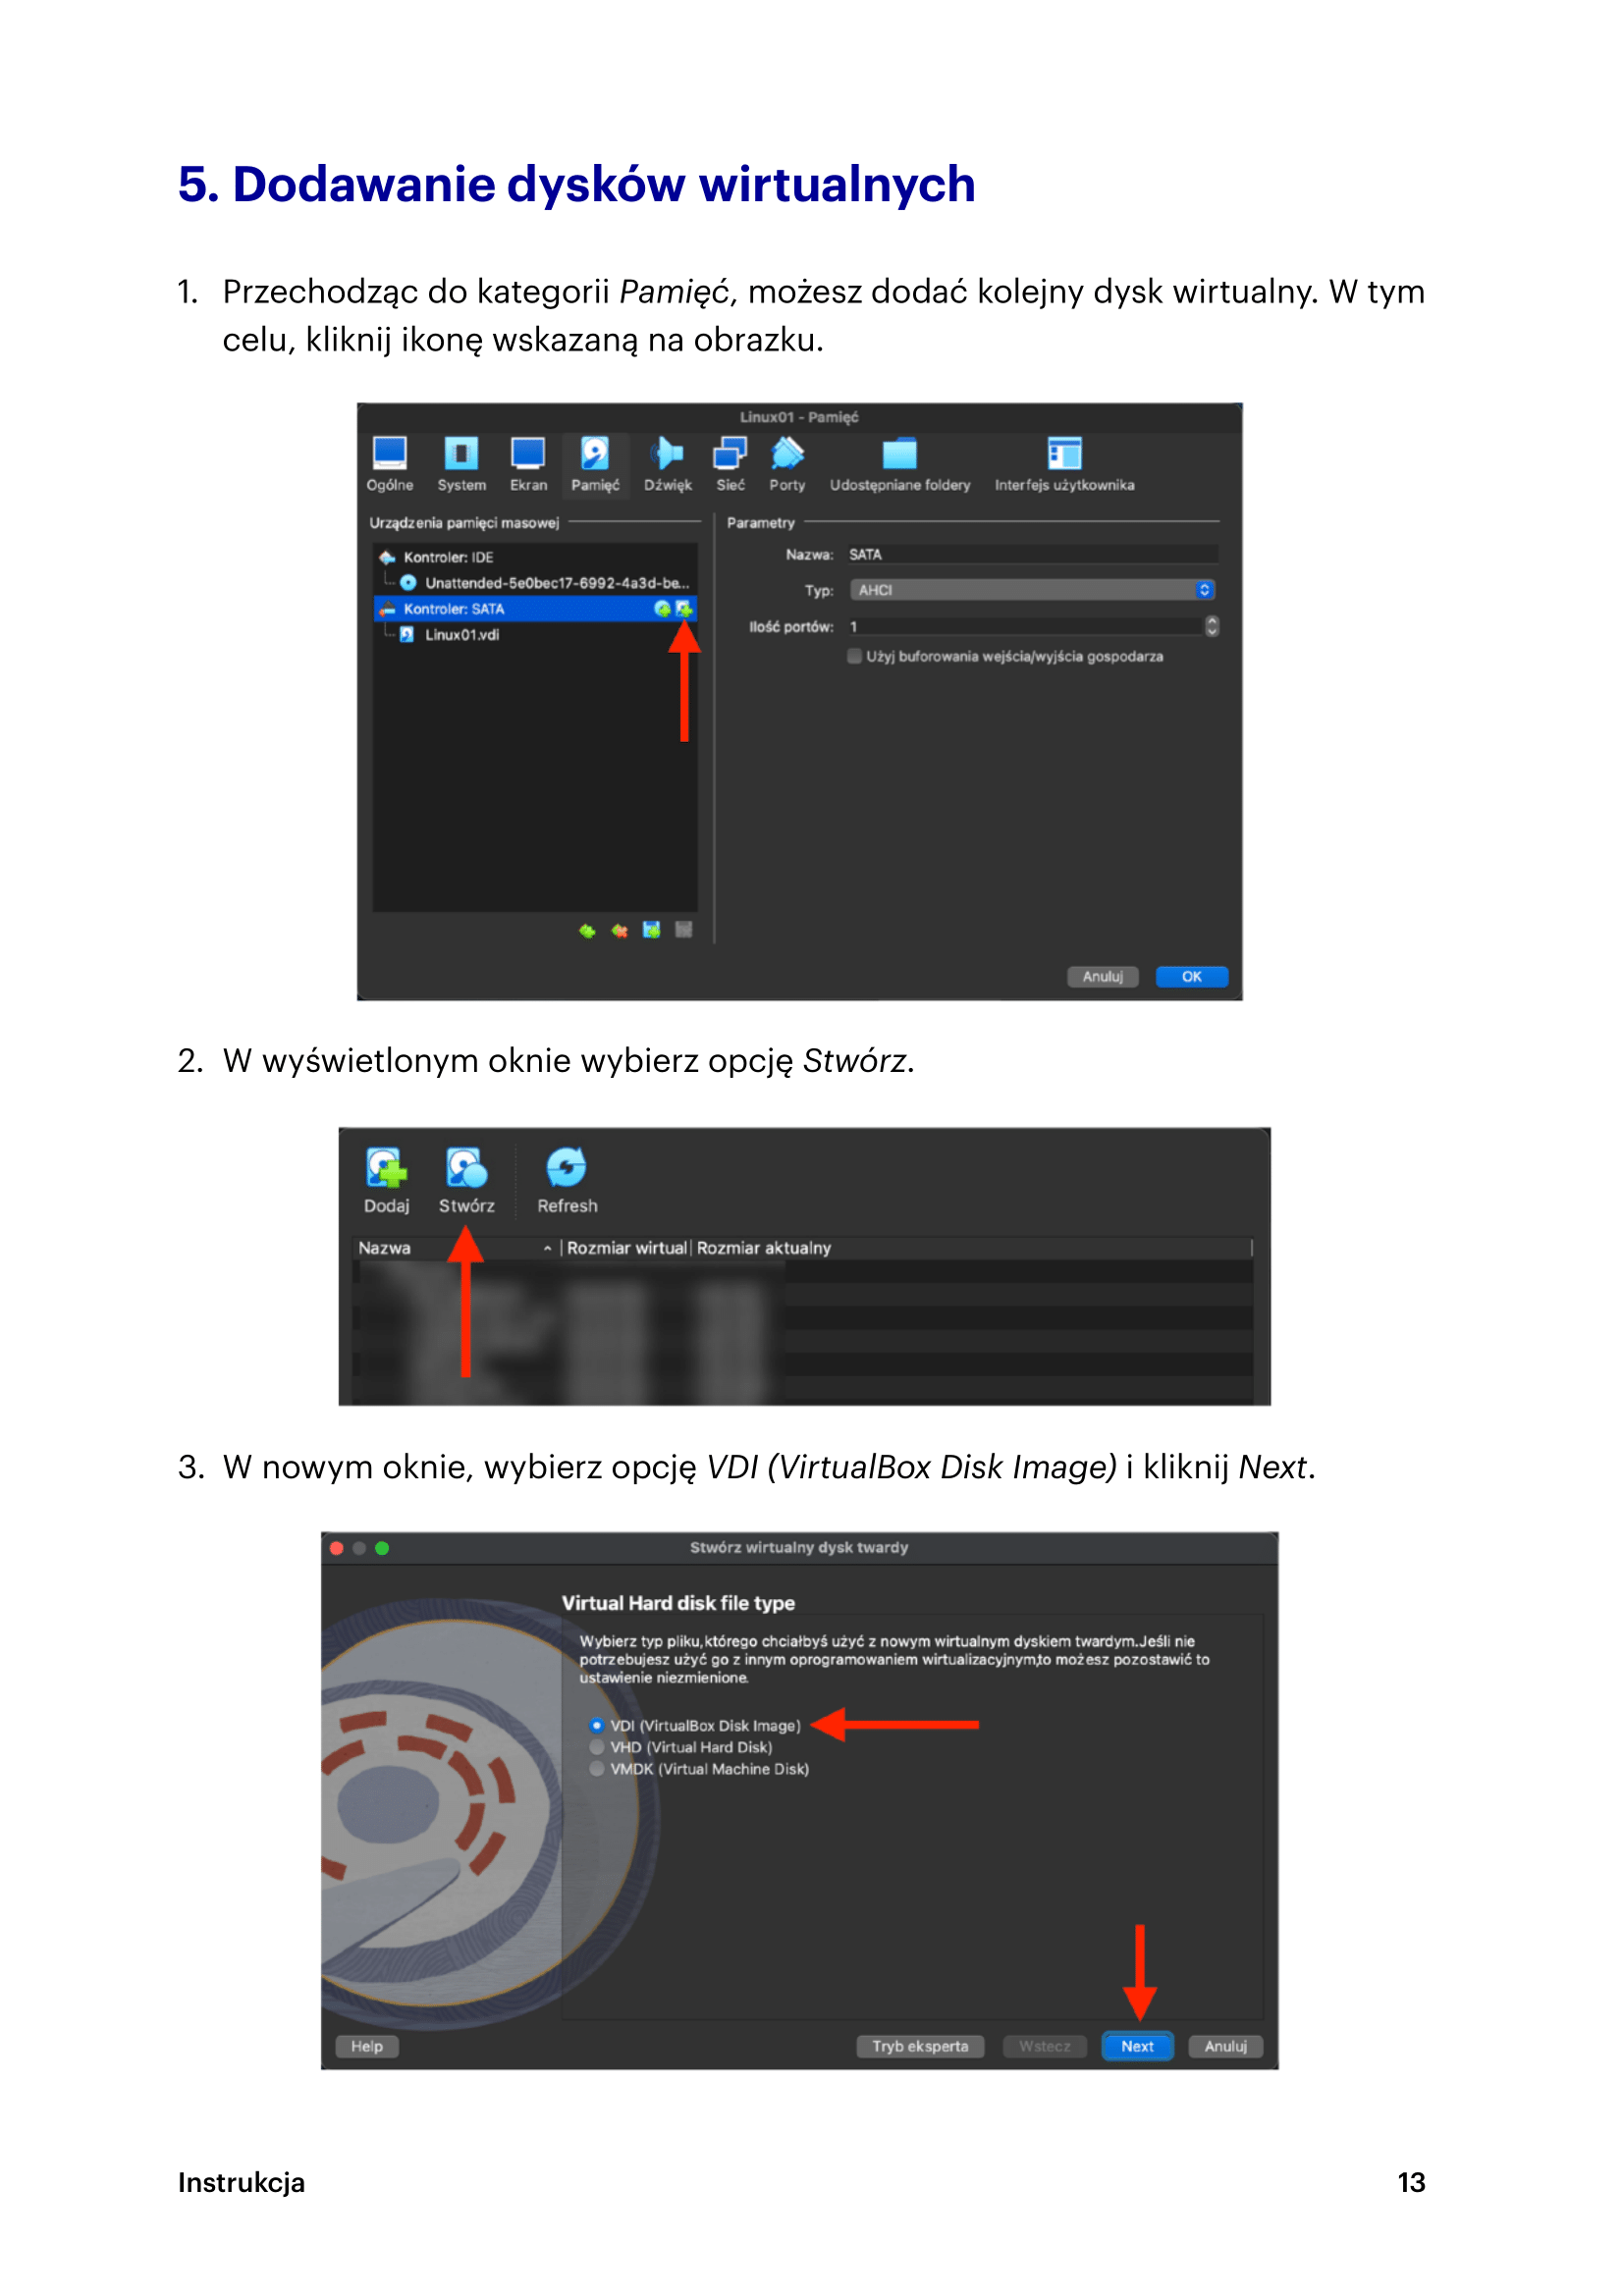 5. Dodawanie dysków wirtualnych
1. Przechodząc do kategorii Pamięć, możesz dodać kolejny dysk wirtualny. W tym
celu, kliknij ikonę wskazaną na obrazku.
Linux01 - Pamięć
Ogólne System Ekran Pamięć Dźwięk Sieć Porty Udostępniane foldery Interfejs użytkownika
Urządzenia pamięci masowej
Kontroler: IDE
Unattended-5e0bec17-6992-4a3d-be...
Kontroler: SATA
Linux01.vdi
Parametry
Nazwa: SATA
Typ: AHCI
Ilość portów: 1
Użyj buforowania wejścia/wyjścia gospodarza
Anuluj OK
2. W wyświetlonym oknie wybierz opcję Stwórz.
Dodaj Stwórz Refresh
Nazwa Rozmiar wirtual Rozmiar aktualny
3. W nowym oknie, wybierz opcję VDI (VirtualBox Disk Image) i kliknij Next.
Stwórz wirtualny dysk twardy
Virtual Hard disk file type
Wybierz typ pliku,którego chciałbyś użyć z nowym wirtualnym dyskiem twardym.Jeśli nie
potrzebujesz użyć go z innym oprogramowaniem wirtualizacyjnym,to możesz pozostawić to
ustawienie niezmienione.
VDI (VirtualBox Disk Image)
VHD (Virtual Hard Disk)
VMDK (Virtual Machine Disk)
Help Tryb eksperta Wstecz Next Anuluj
Instrukcja 13